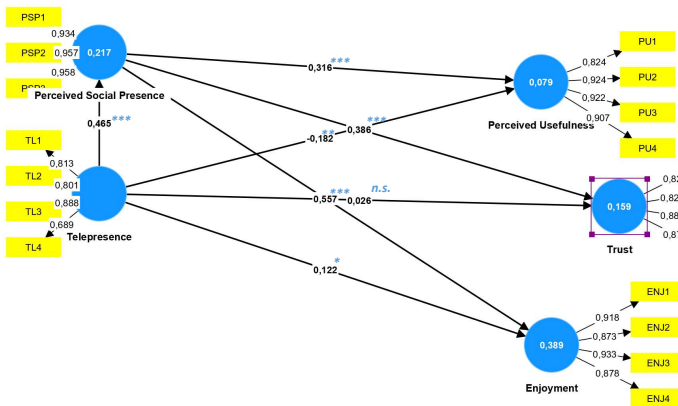 PSP1
0,934
PSP2
0,957
0,217
0,958
Perceived Social Presence
0,465***
TL1
0,813
TL2
0,801
TL3
0,888
0,689
TL4
Telepresence
***
0,316
***
0,386
**
-0,182
***
0,557
n.s.
0,026
*
0,122
0,079
Perceived Usefulness
PU1
0,824
PU2
0,924
0,922
PU3
0,907
PU4
0,159
Trust
0,389
Enjoyment
ENJ1
0,918
ENJ2
0,873
0,933
ENJ3
0,878
ENJ4